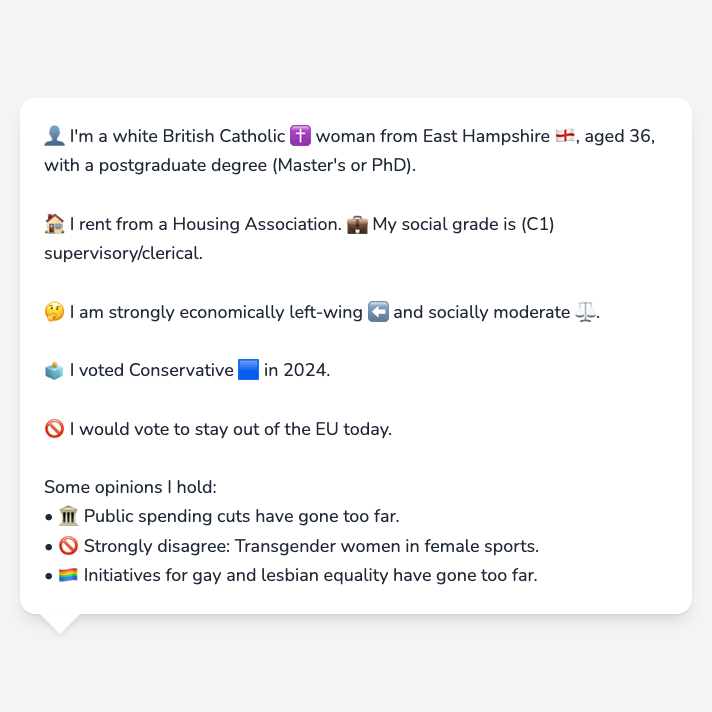 👤 I'm a white British Catholic ✝️ woman from East Hampshire 🏴󠁧󠁢󠁥󠁮󠁧󠁿, aged 36,
with a postgraduate degree (Master's or PhD).
🏠 I rent from a Housing Association. 💼 My social grade is (C1)
supervisory/clerical.
🤔 I am strongly economically left-wing ⬅️ and socially moderate ⚖️.
🗳️ I voted Conservative 🟦 in 2024.
🚫 I would vote to stay out of the EU today.
Some opinions I hold:
• 🏛️ Public spending cuts have gone too far.
• 🚫 Strongly disagree: Transgender women in female sports.
• 🏳️‍🌈 Initiatives for gay and lesbian equality have gone too far.